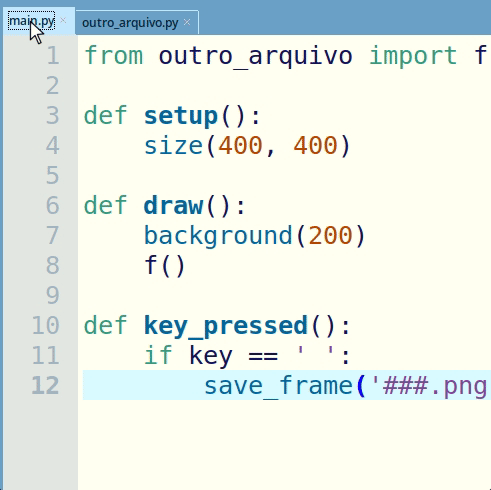 main.py × outro_arquivo.py ×
1 from outro_arquivo import f
2
3 def setup():
4     size(400, 400)
5
6 def draw():
7     background(200)
8     f()
9
10 def key_pressed():
11     if key == ' ':
12         save_frame('###.png